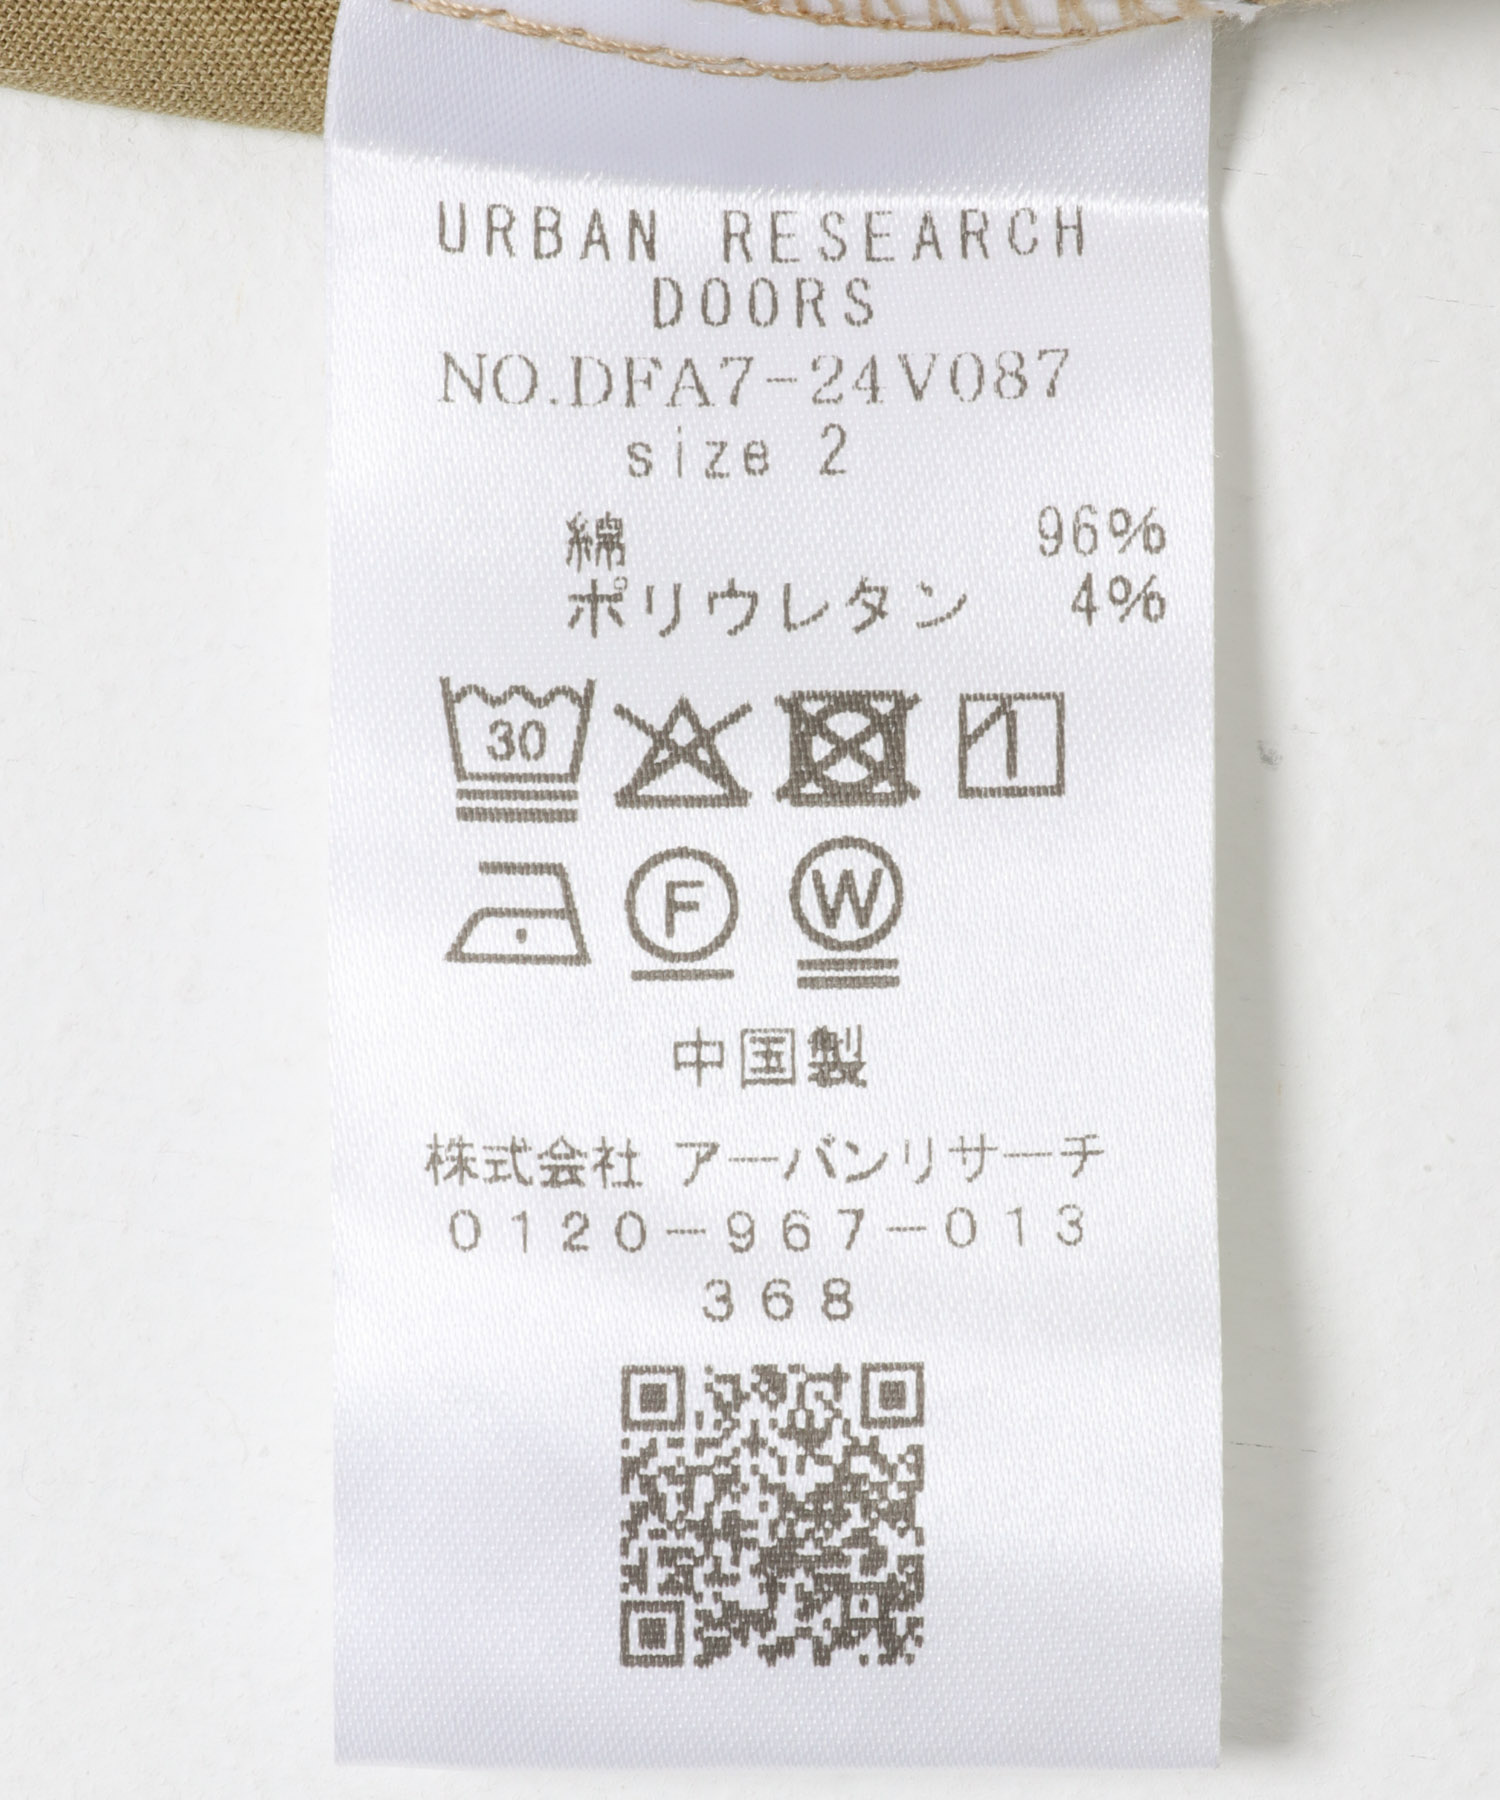 URBAN RESEARCH
DOORS
NO.DFA7-24V087
size 2
綿 96%
ポリウレタン 4%
30
F W
中国製
株式会社 アーバンリサーチ
0120-967-013
368